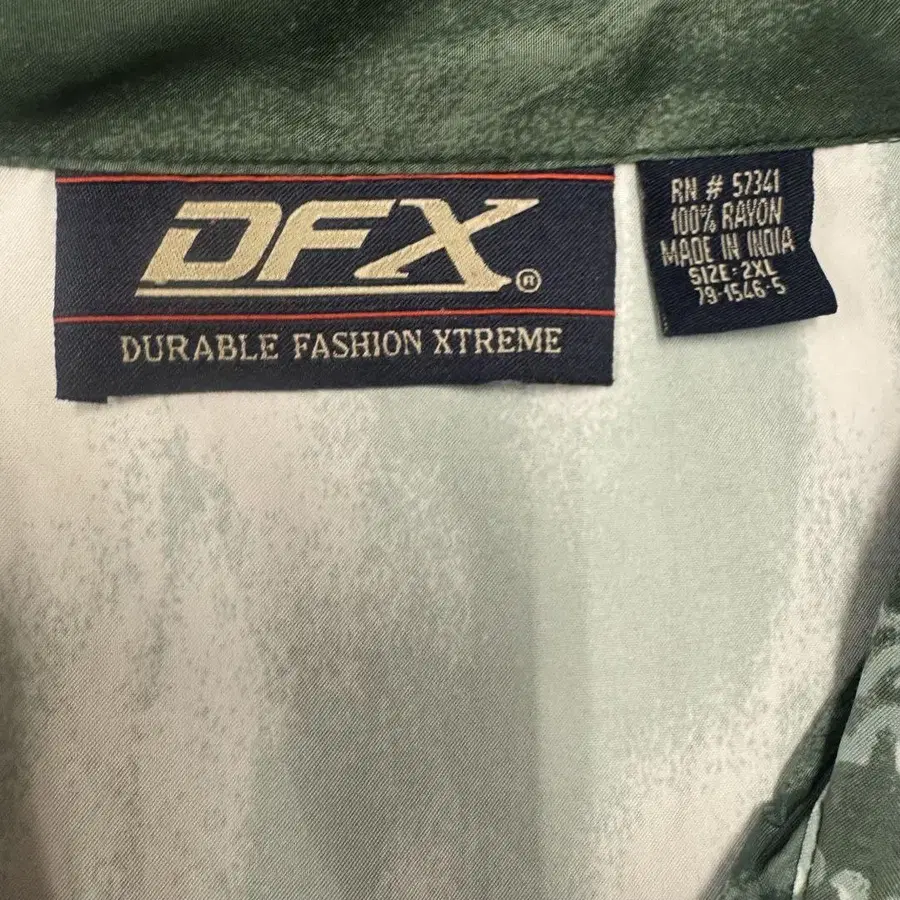 DFX®
DURABLE FASHION XTREME
RN # 57341
100% RAYON
MADE IN INDIA
SIZE: 2XL
79-1546-5